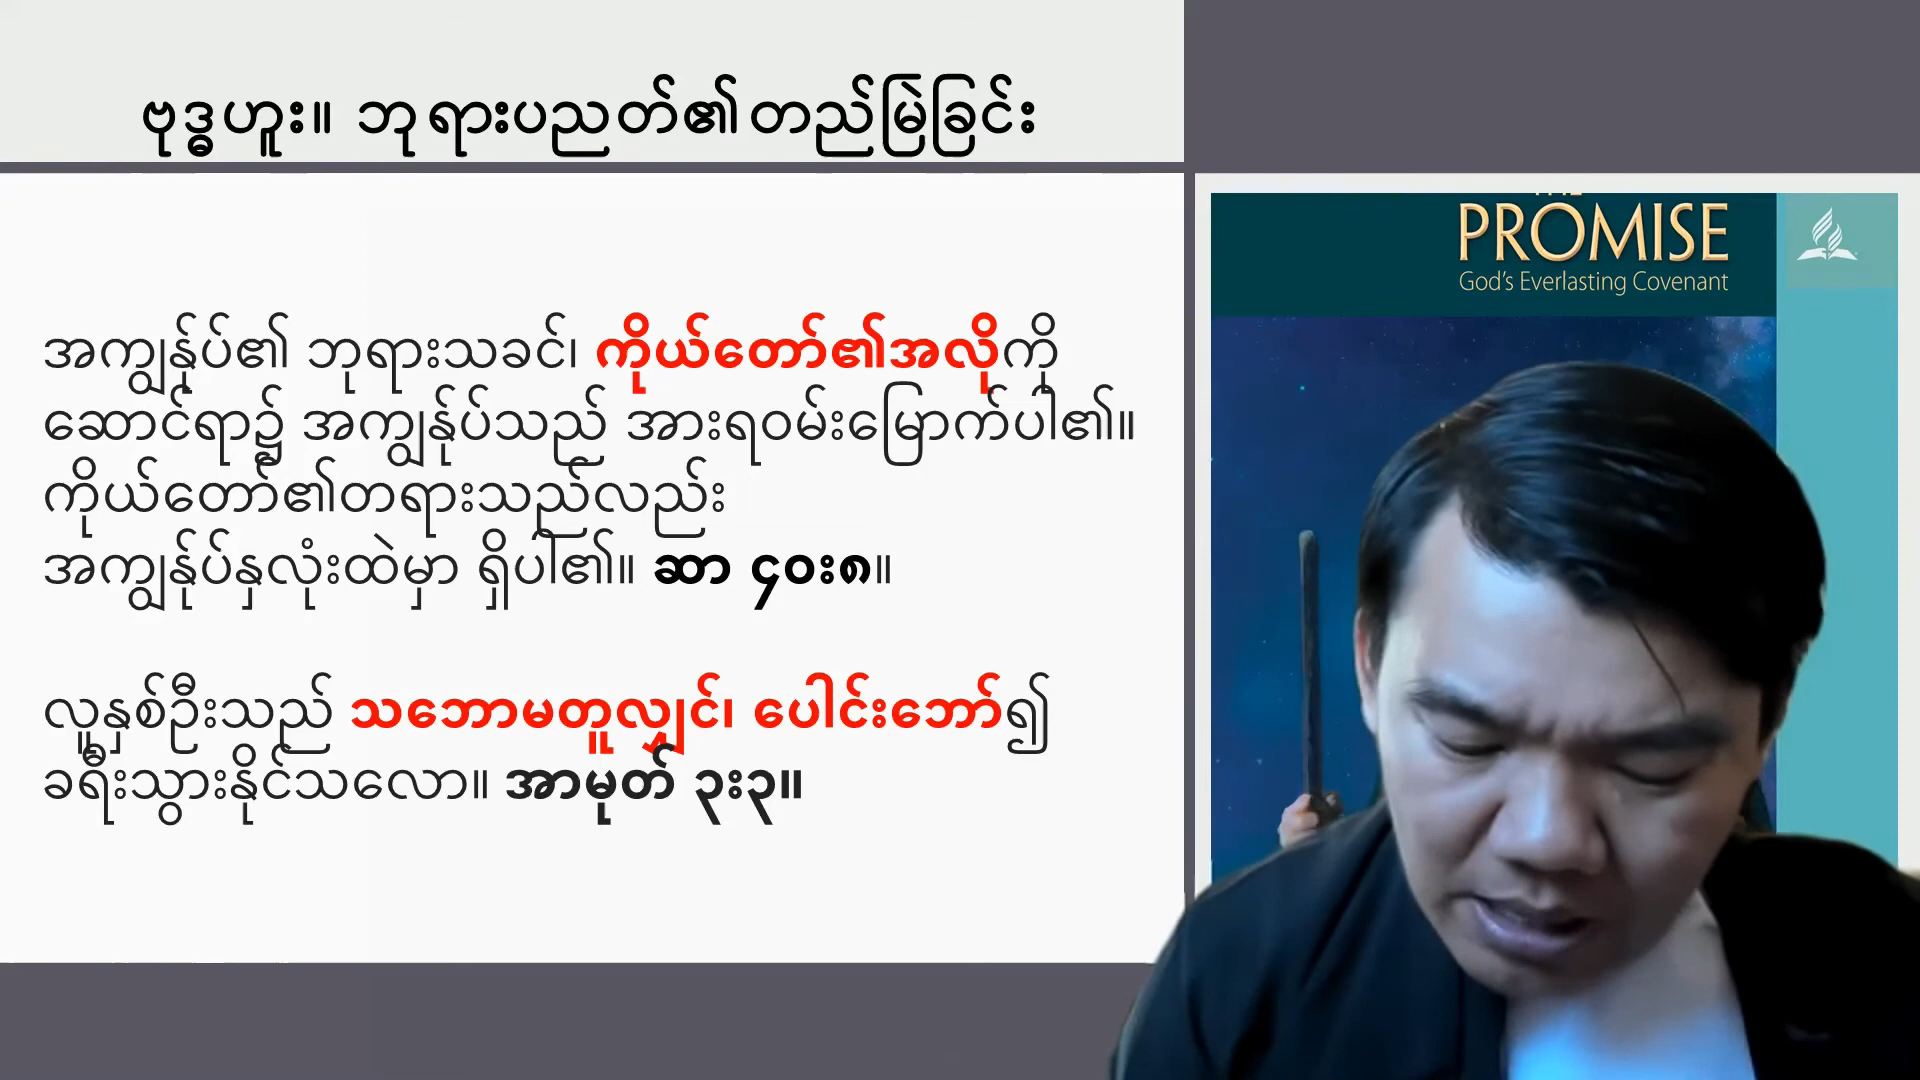 ဗုဒ္ဓဟူး။ ဘုရားပညတ်၏တည်မြဲခြင်း
PROMISE
God's Everlasting Covenant
အကျွန်ုပ်၏ ဘုရားသခင်၊ ကိုယ်တော်၏အလိုကို
ဆောင်ရာ၌ အကျွန်ုပ်သည် အားရဝမ်းမြောက်ပါ၏။
ကိုယ်တော်၏တရားသည်လည်း
အကျွန်ုပ်နှလုံးထဲမှာ ရှိပါ၏။ ဆာ ၄၀း၈။
လူနှစ်ဦးသည် သဘောမတူလျှင်၊ ပေါင်းဘော်၍
ခရီးသွားနိုင်သလော။ အာမုတ် ၃း၃။